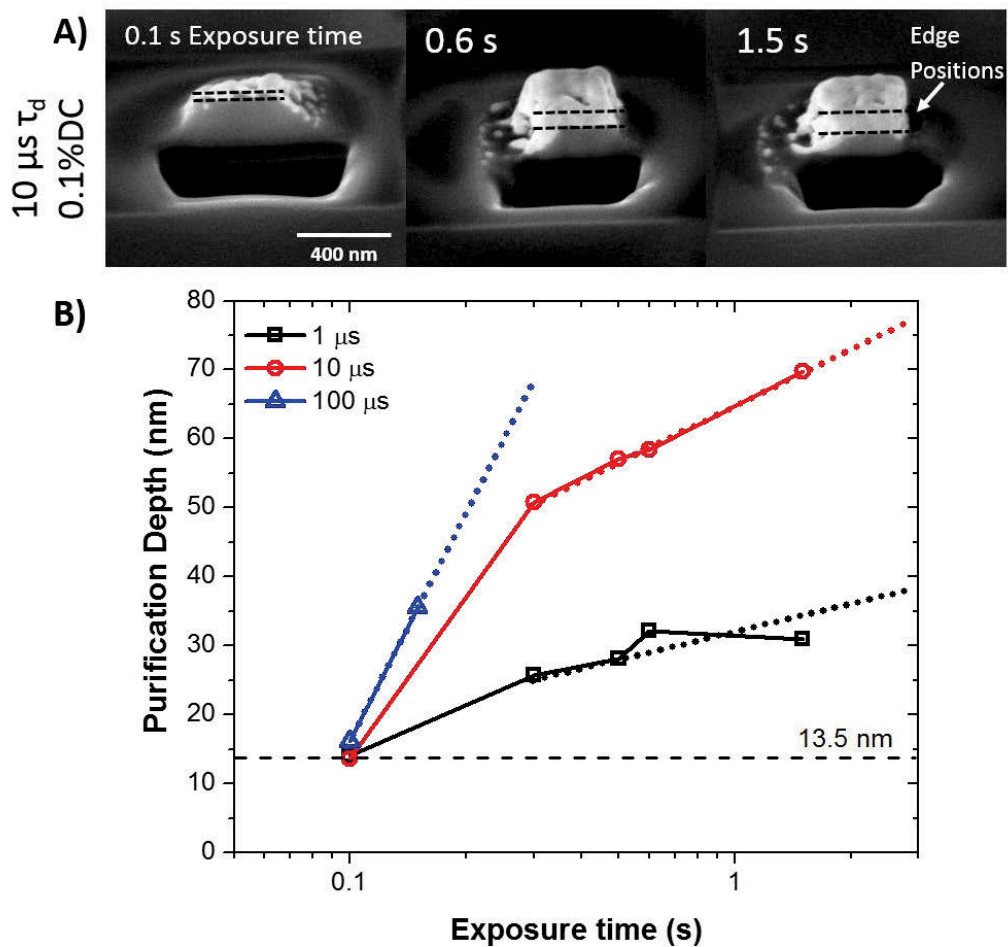 A)
10 µs τd
0.1%DC
0.1 s Exposure time
0.6 s
1.5 s
Edge
Positions
400 nm
B)
Purification Depth (nm)
80
70
60
50
40
30
20
10
0
1 µs
10 µs
100 µs
13.5 nm
0.1
1
Exposure time (s)